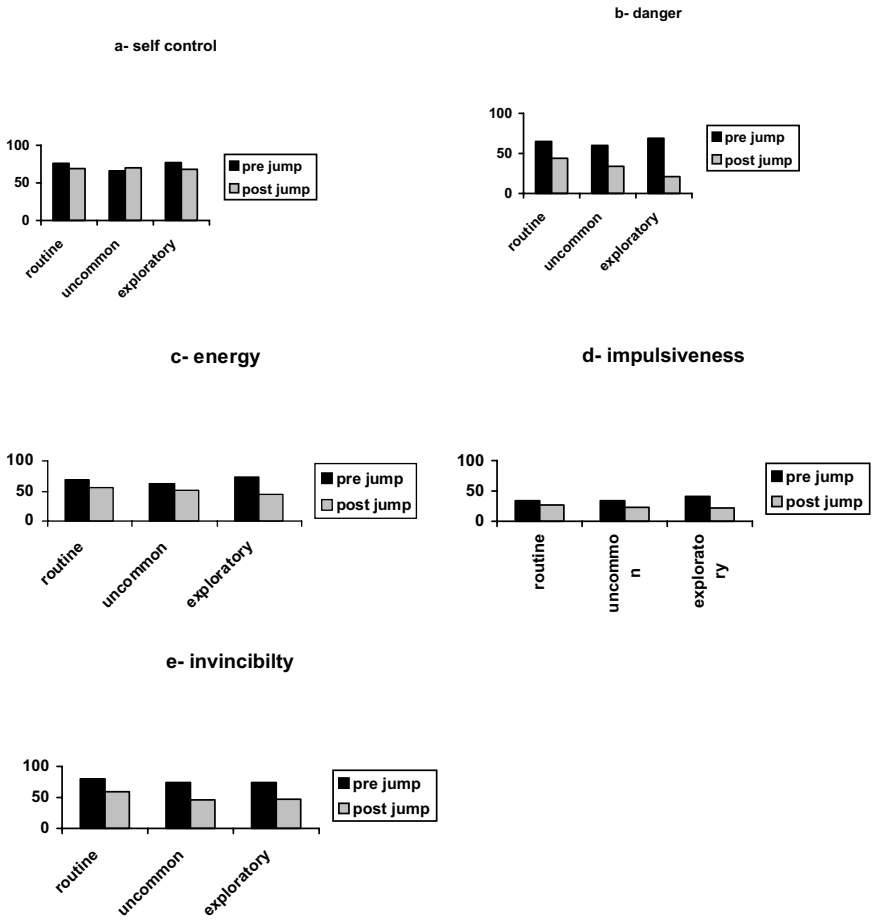 a- self control
100
50
0
routine
uncommon
exploratory
pre jump
post jump
b- danger
100
50
0
routine
uncommon
exploratory
pre jump
post jump
c- energy
100
50
0
routine
uncommon
exploratory
pre jump
post jump
d- impulsiveness
100
50
0
routine
uncommo
n
explorato
ry
pre jump
post jump
e- invincibilty
100
50
0
routine
uncommon
exploratory
pre jump
post jump